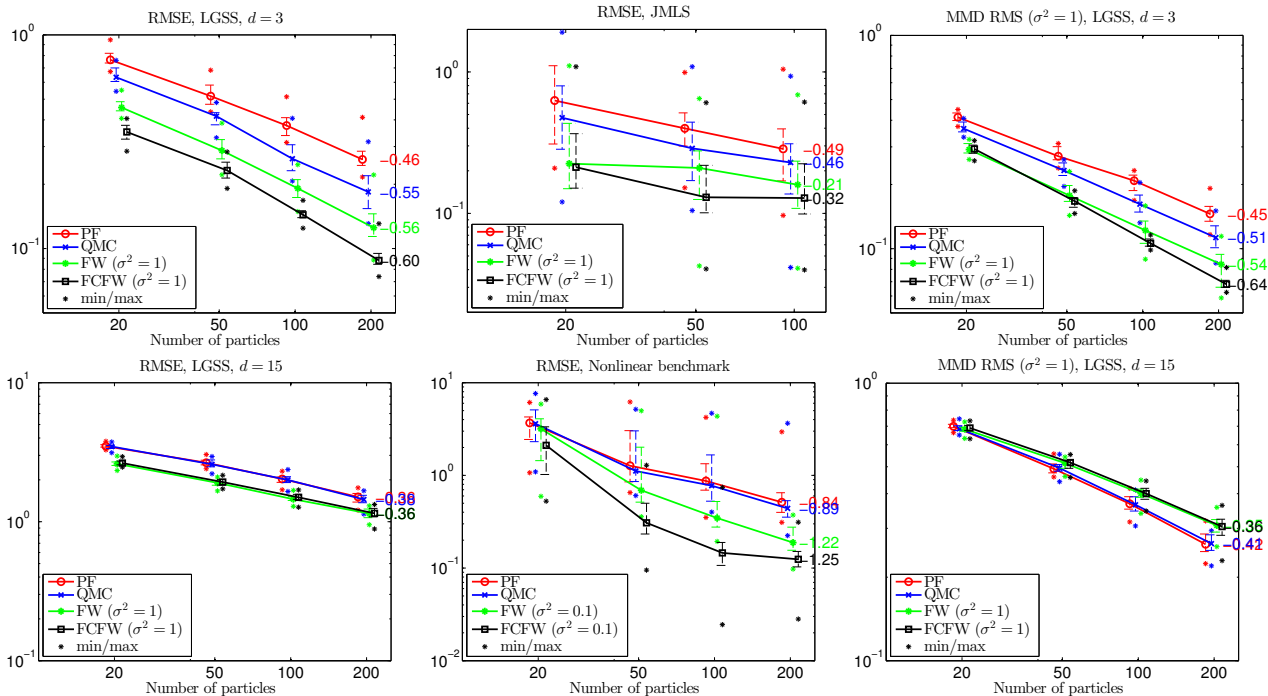 RMSE, LGSS, d = 3
10^0
10^-1
-0.46
-0.55
-0.56
-0.60
PF
QMC
FW (σ² = 1)
FCFW (σ² = 1)
min/max
20 50 100 200
Number of particles
RMSE, JMLS
10^0
10^-1
-0.49
-0.46
-0.21
-0.32
PF
QMC
FW (σ² = 1)
FCFW (σ² = 1)
min/max
20 50 100
Number of particles
MMD RMS (σ² = 1), LGSS, d = 3
10^0
10^-1
-0.45
-0.51
-0.54
-0.64
PF
QMC
FW (σ² = 1)
FCFW (σ² = 1)
min/max
20 50 100 200
Number of particles
RMSE, LGSS, d = 15
10^1
10^0
10^-1
-0.38
-0.36
PF
QMC
FW (σ² = 1)
FCFW (σ² = 1)
min/max
20 50 100 200
Number of particles
RMSE, Nonlinear benchmark
10^1
10^0
10^-1
10^-2
-0.84
-0.89
-1.22
-1.25
PF
QMC
FW (σ² = 0.1)
FCFW (σ² = 0.1)
min/max
20 50 100 200
Number of particles
MMD RMS (σ² = 1), LGSS, d = 15
10^0
10^-1
-0.36
-0.41
PF
QMC
FW (σ² = 1)
FCFW (σ² = 1)
min/max
20 50 100 200
Number of particles